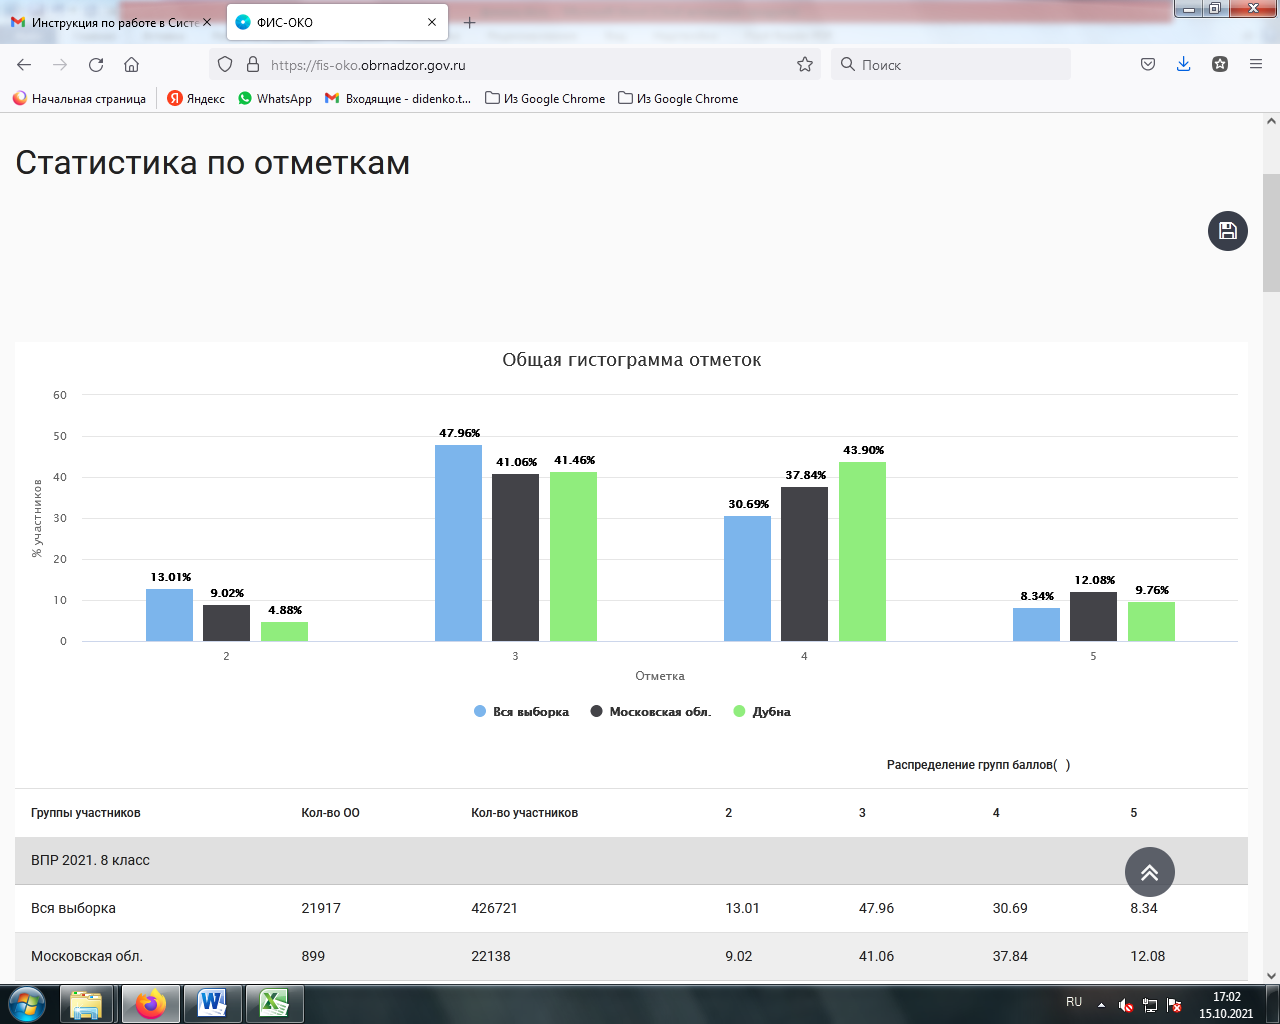 Инструкция по работе в Систе
ФИС-ОКО
https://fis-oko.obrnadzor.gov.ru
Поиск
Начальная страница
Яндекс
WhatsApp
Входящие - didenko.t...
Из Google Chrome
Из Google Chrome
Статистика по отметкам
Общая гистограмма отметок
60
50
40
30
20
10
0
% участников
13.01%
9.02%
4.88%
47.96%
41.06%
41.46%
30.69%
37.84%
43.90%
8.34%
12.08%
9.76%
2
3
4
5
Отметка
Вся выборка
Московская обл.
Дубна
Распределение групп баллов( )
Группы участников Кол-во ОО Кол-во участников 2 3 4 5
ВПР 2021. 8 класс
Вся выборка 21917 426721 13.01 47.96 30.69 8.34
Московская обл. 899 22138 9.02 41.06 37.84 12.08
RU
17:02
15.10.2021